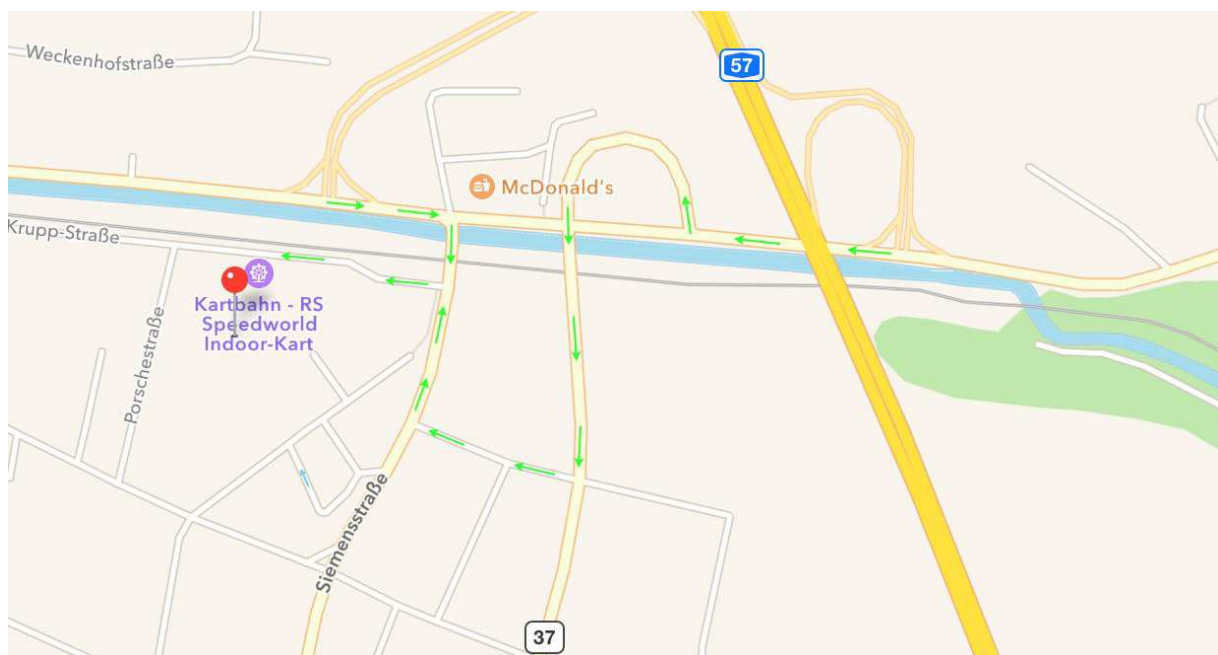 Weckenhofstraße
57
McDonald's
Krupp-Straße
Kartbahn - RS
Speedworld
Indoor-Kart
Porschestraße
Siemensstraße
37